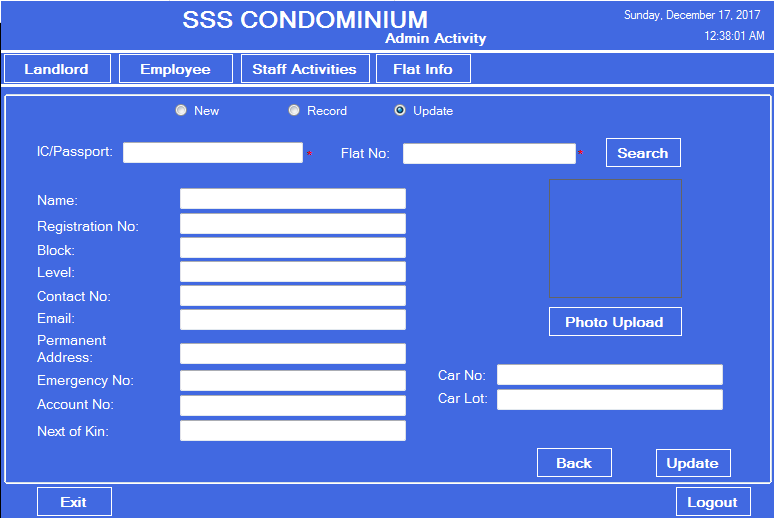 SSS CONDOMINIUM
Admin Activity
Sunday, December 17, 2017
12:38:01 AM
Landlord Employee Staff Activities Flat Info
New Record Update
IC/Passport: * Flat No: * Search
Name:
Registration No:
Block:
Level:
Contact No:
Email:
Photo Upload
Permanent
Address:
Emergency No:
Car No:
Account No:
Car Lot:
Next of Kin:
Back Update
Exit Logout